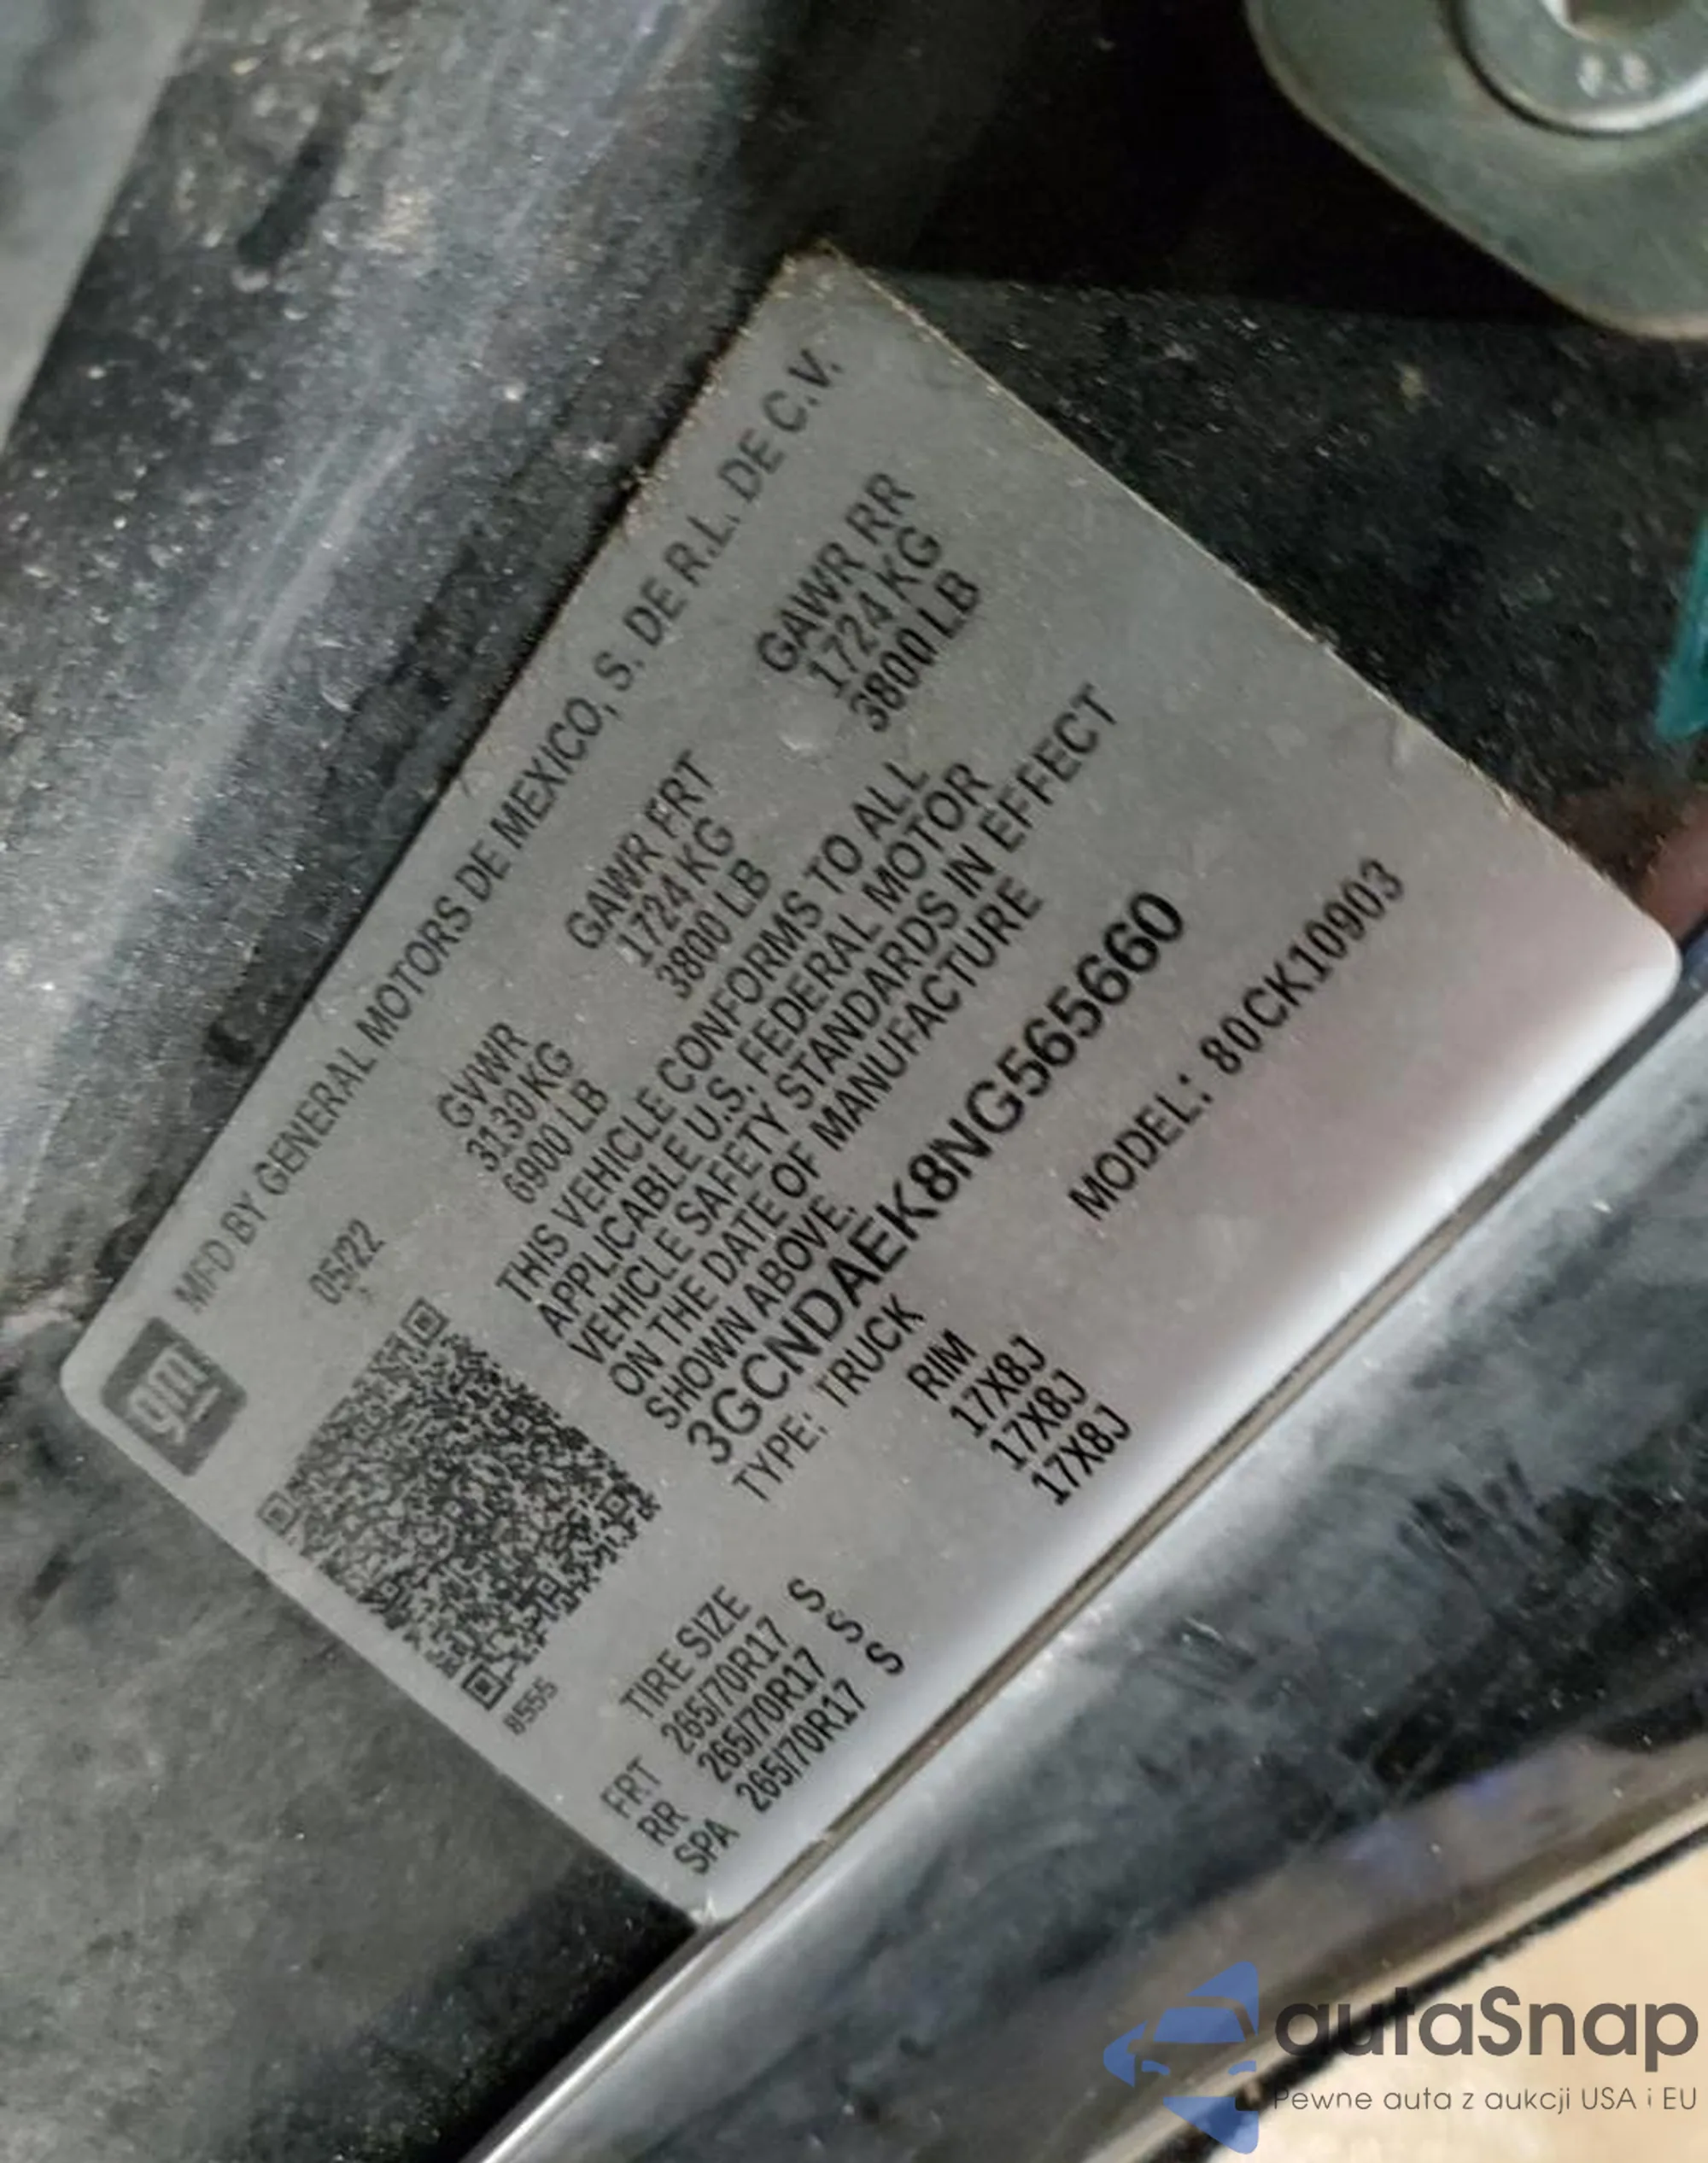 gm MFD BY GENERAL MOTORS DE MEXICO, S. DE R.L. DE C.V.
05/22
GVWR GAWR FRT GAWR RR
3130 KG 1724 KG 1724 KG
6900 LB 3800 LB 3800 LB
THIS VEHICLE CONFORMS TO ALL
APPLICABLE U.S. FEDERAL MOTOR
VEHICLE SAFETY STANDARDS IN EFFECT
ON THE DATE OF MANUFACTURE
SHOWN ABOVE.
3GCNDAEK8NG565660
TYPE: TRUCK MODEL: 80CK10903
8555
TIRE SIZE RIM
FRT 265/70R17 S 17X8J
RR 265/70R17 S 17X8J
SPA 265/70R17 S 17X8J
8.8
autaSnap
Pewne auta z aukcji USA i EU